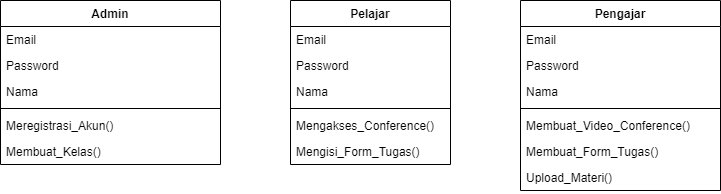 Admin
Email
Password
Nama
Meregistrasi_Akun()
Membuat_Kelas()
Pelajar
Email
Password
Nama
Mengakses_Conference()
Mengisi_Form_Tugas()
Pengajar
Email
Password
Nama
Membuat_Video_Conference()
Membuat_Form_Tugas()
Upload_Materi()